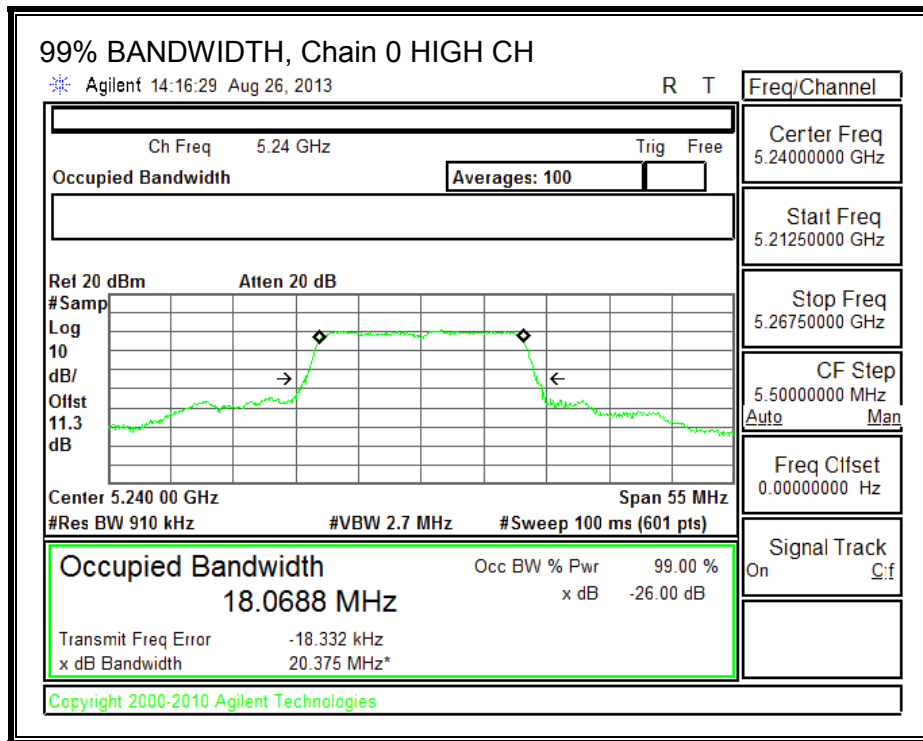 99% BANDWIDTH, Chain 0 HIGH CH
Agilent 14:16:29 Aug 26, 2013 R T
Freq/Channel
Ch Freq 5.24 GHz Trig Free
Occupied Bandwidth Averages: 100
Center Freq
5.24000000 GHz
Start Freq
5.21250000 GHz
Stop Freq
5.26750000 GHz
CF Step
5.50000000 MHz
Auto Man
Freq Offset
0.00000000 Hz
Signal Track
On Off
Ref 20 dBm Atten 20 dB
#Samp
Log
10
dB/
Offst
11.3
dB
Center 5.240 00 GHz Span 55 MHz
#Res BW 910 kHz #VBW 2.7 MHz #Sweep 100 ms (601 pts)
Occupied Bandwidth Occ BW % Pwr 99.00 %
18.0688 MHz x dB -26.00 dB
Transmit Freq Error -18.332 kHz
x dB Bandwidth 20.375 MHz*
Copyright 2000-2010 Agilent Technologies